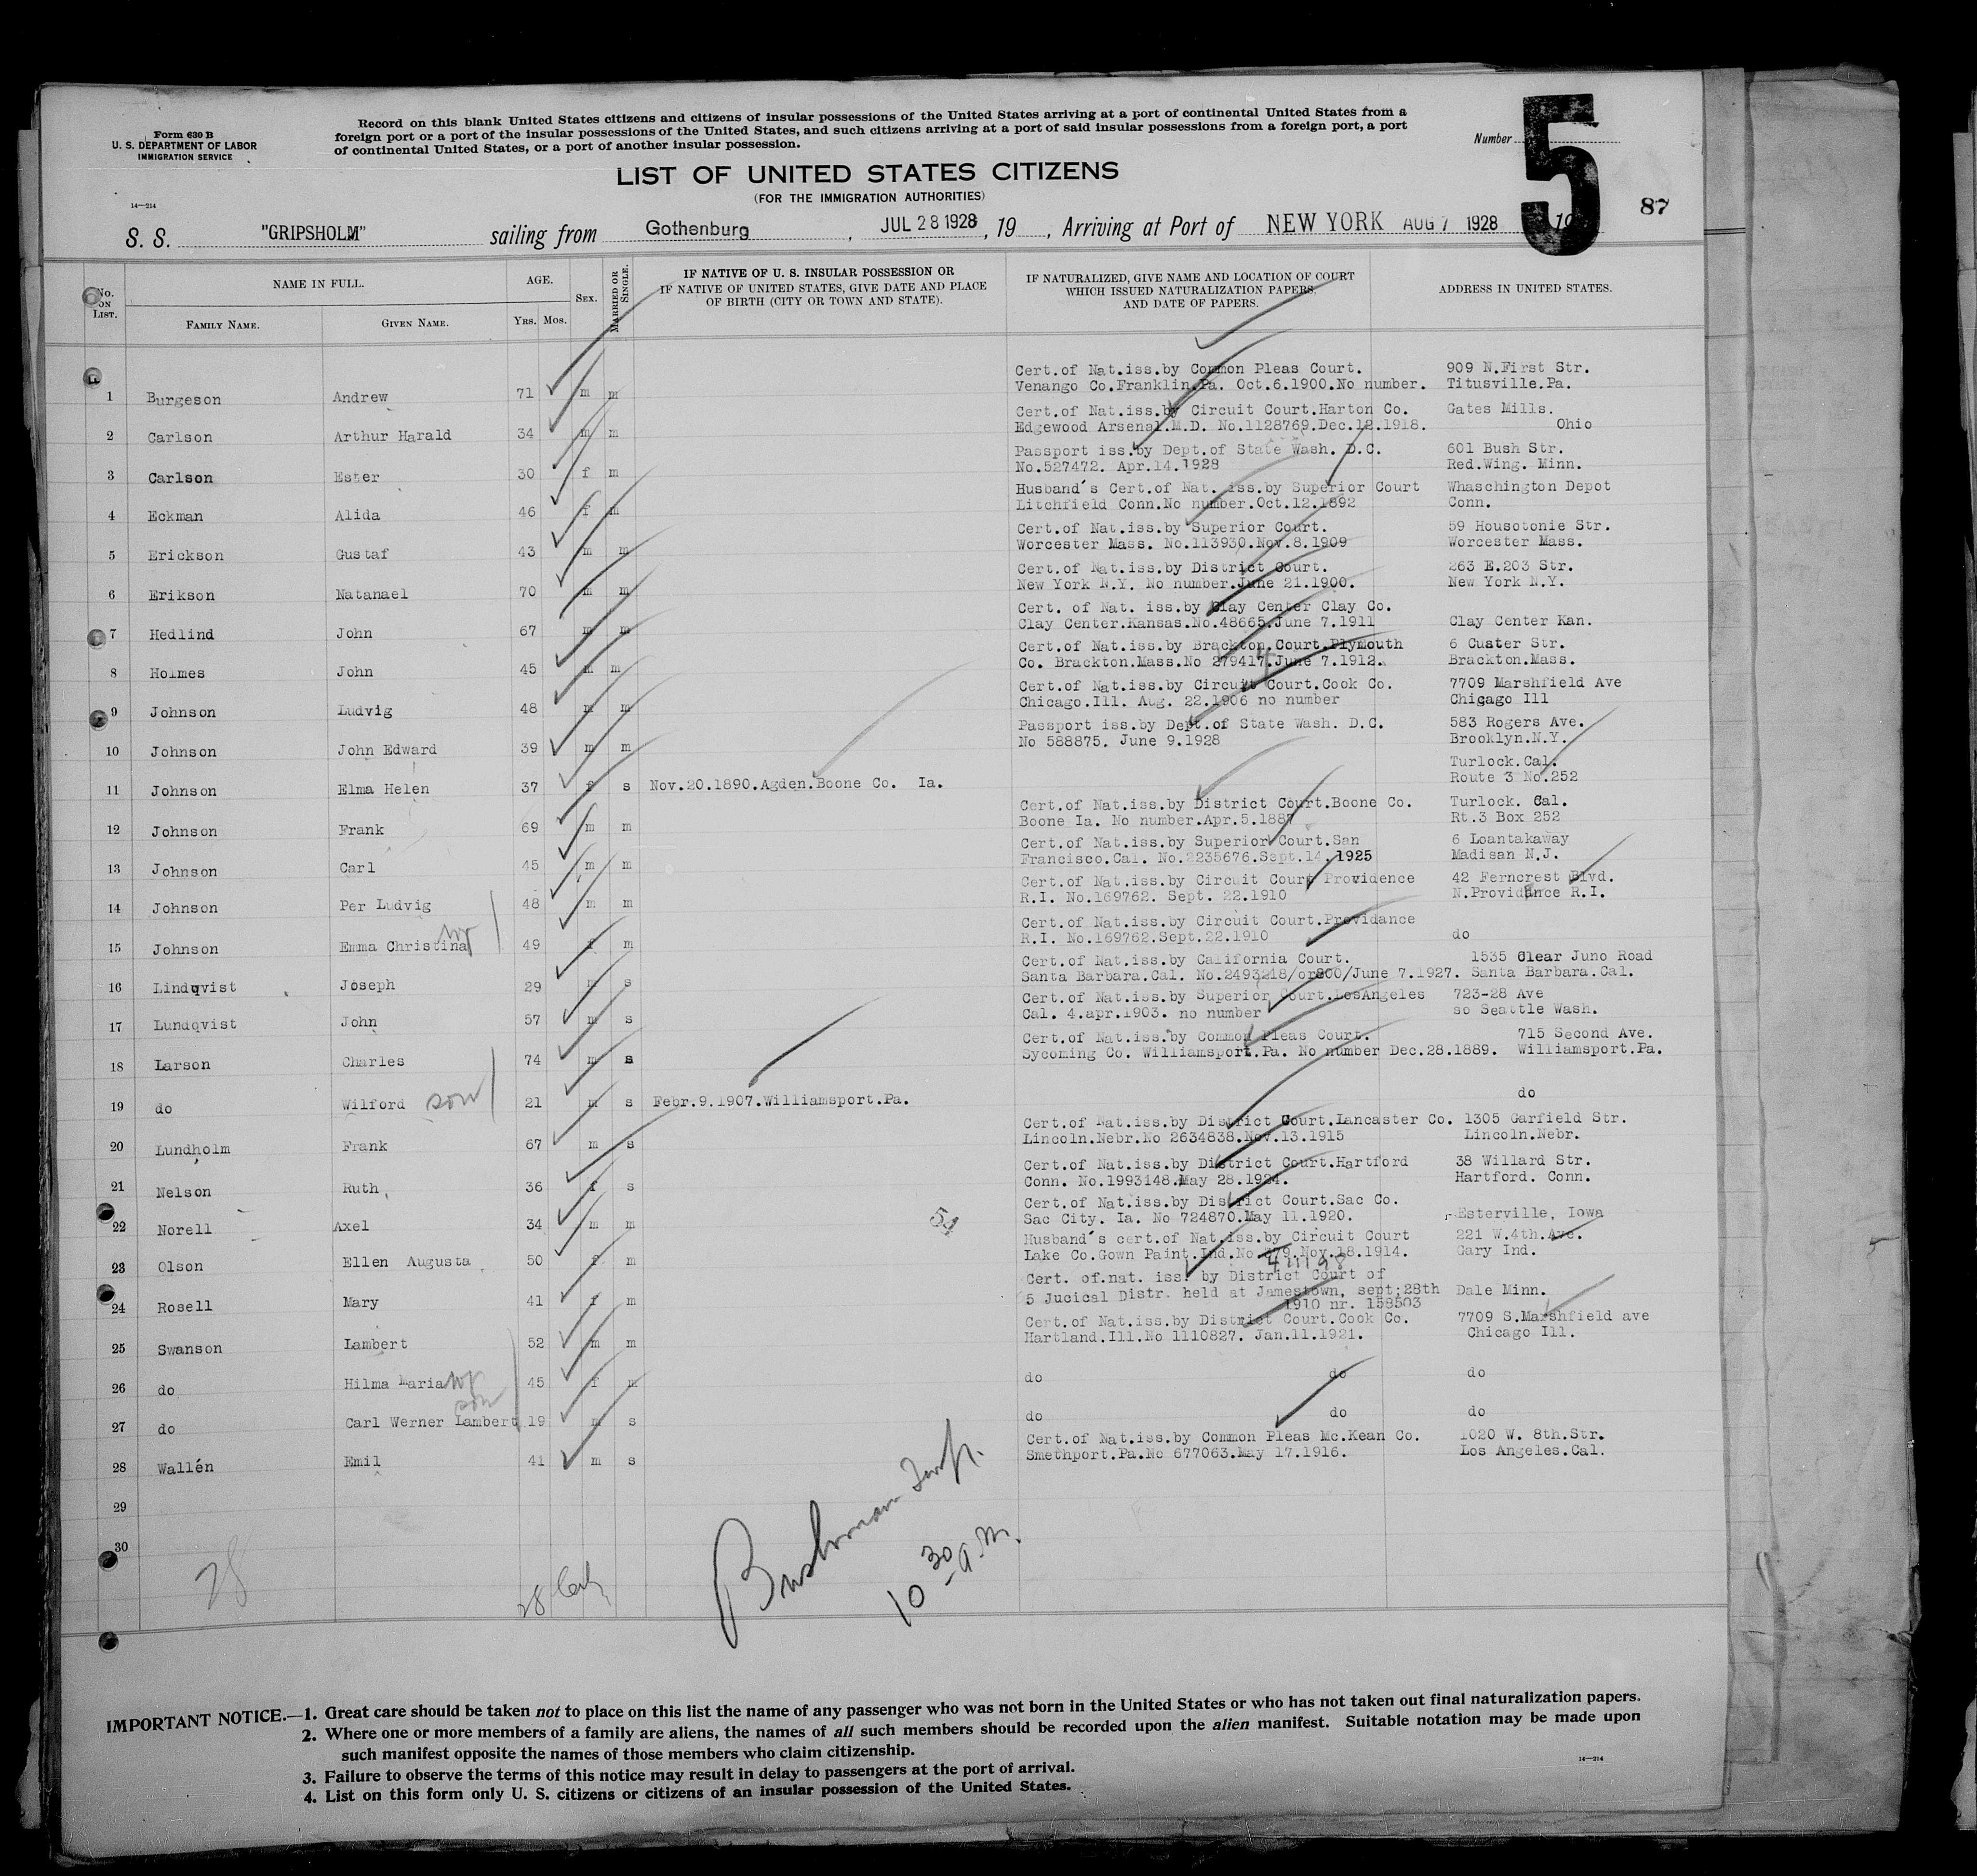 Form 630 B
U. S. DEPARTMENT OF LABOR
IMMIGRATION SERVICE
14—214
Record on this blank United States citizens and citizens of insular possessions of the United States arriving at a port of continental United States from a
foreign port or a port of the insular possessions of the United States, and such citizens arriving at a port of said insular possessions from a foreign port, a port
of continental United States, or a port of another insular possession.
Number
5
87
LIST OF UNITED STATES CITIZENS
(FOR THE IMMIGRATION AUTHORITIES)
S. S. "GRIPSHOLM" sailing from Gothenburg, JUL 28 1928, 19 , Arriving at Port of NEW YORK AUG 7 1928 19
No. ON LIST.
NAME IN FULL.
FAMILY NAME.
GIVEN NAME.
AGE.
YRS. MOS.
SEX.
MARRIED OR SINGLE.
IF NATIVE OF U. S. INSULAR POSSESSION OR
IF NATIVE OF UNITED STATES, GIVE DATE AND PLACE
OF BIRTH (CITY OR TOWN AND STATE).
IF NATURALIZED, GIVE NAME AND LOCATION OF COURT
WHICH ISSUED NATURALIZATION PAPERS,
AND DATE OF PAPERS.
ADDRESS IN UNITED STATES.
Cert.of Nat.iss.by Common Pleas Court. 909 N.First Str.
1 Burgeson Andrew 71 m m Venango Co.Franklin.Pa. Oct.6.1900.No number. Titusville.Pa.
Cert.of Nat.iss.by Circuit Court.Harton Co. Gates Mills.
2 Carlson Arthur Harald 34 m m Edgewood Arsenal.M.D. No.1128769.Dec.12.1918. Ohio
Passport iss.by Dept.of State Wash. D.C. 601 Bush Str.
3 Carlson Ester 30 f m No.527472. Apr.14.1928 Red.Wing. Minn.
Husband's Cert.of Nat. iss.by Superior Court Whaschington Depot
4 Eckman Alida 46 f m Litchfield Conn.No number.Oct.12.1892 Conn.
Cert.of Nat.iss.by Superior Court. 59 Housotonie Str.
5 Erickson Gustaf 43 m m Worcester Mass. No.113930.Nov.8.1909 Worcester Mass.
Cert.of Nat.iss.by District Court. 263 E.203 Str.
6 Erikson Natanael 70 m m New York N.Y. No number.June 21.1900. New York N.Y.
Cert. of Nat. iss.by Clay Center Clay Co.
7 Hedlind John 67 m m Clay Center.Kansas.No.48665.June 7.1911 Clay Center Kan.
Cert.of Nat.iss.by Brackton.Court.Plymouth 6 Custer Str.
8 Holmes John 45 m m Co. Brackton.Mass.No 279417.June 7.1912. Brackton.Mass.
Cert.of Nat.iss.by Circuit Court.Cook Co. 7709 Marshfield Ave
9 Johnson Ludvig 48 m m Chicago.Ill. Aug. 22.1906 no number Chicago Ill
Passport iss.by Dept.of State Wash. D.C. 583 Rogers Ave.
10 Johnson John Edward 39 m m No 588875. June 9.1928 Brooklyn.N.Y.
Turlock.Cal.
11 Johnson Elma Helen 37 f s Nov.20.1890.Agden.Boone Co. Ia. Route 3 No.252
Cert.of Nat.iss.by District Court.Boone Co. Turlock. Cal.
12 Johnson Frank 69 m m Boone Ia. No number.Apr.5.1887 Rt.3 Box 252
Cert.of Nat.iss.by Superior Court.San 6 Loantakaway
13 Johnson Carl 45 m m Francisco.Cal. No.2235676.Sept.14.1925 Madisan N.J.
Cert.of Nat.iss.by Circuit Court Providence 42 Ferncrest Blvd.
14 Johnson Per Ludvig 48 m m R.I. No.169762. Sept. 22.1910 N.Providance R.I.
Cert.of Nat.iss.by Circuit Court.Providance
15 Johnson Emma Christina 49 f m R.I. No.169762.Sept.22.1910 do
Cert.of Nat.iss.by California Court. 1535 Clear Juno Road
16 Lindqvist Joseph 29 m s Santa Barbara.Cal. No.2493218/or800/June 7.1927. Santa Barbara.Cal.
Cert.of Nat.iss.by Superior Court.LosAngeles 723-28 Ave
17 Lundqvist John 57 m s Cal. 4.apr.1903. no number so Seattle Wash.
Cert.of Nat.iss.by Common Pleas Court. 715 Second Ave.
18 Larson Charles 74 m s Sycoming Co. Williamsport.Pa. No number Dec.28.1889. Williamsport.Pa.
19 do Wilford son 21 m s Febr.9.1907.Williamsport.Pa. do
Cert.of Nat.iss.by District Court.Lancaster Co. 1305 Garfield Str.
20 Lundholm Frank 67 m s Lincoln.Nebr.No 2634838.Nov.13.1915 Lincoln.Nebr.
Cert.of Nat.iss.by District Court.Hartford 38 Willard Str.
21 Nelson Ruth 36 f s Conn. No.1993148.May 28.1924. Hartford. Conn.
Cert.of Nat.iss.by District Court.Sac Co.
22 Norell Axel 34 m m 54 Sac City. Ia. No 724870.May 11.1920. Esterville, Iowa
Husband's cert.of Nat.iss.by Circuit Court 221 W.4th.Ave.
23 Olson Ellen Augusta 50 f m Lake Co.Gown Paint.Ind.No 379.Nov.18.1914. Gary Ind.
Cert. of.nat. iss. by District Court of
24 Rosell Mary 41 f m 5 Jucical Distr. held at Jamestown, sept;28th Dale Minn.
1910 nr. 158503
Cert.of Nat.iss.by District Court.Cook Co. 7709 S.Marshfield ave
25 Swanson Lambert 52 m m Hartland.Ill.No 1110827. Jan.11.1921. Chicago Ill.
26 do Hilma Maria wf 45 f m do do do
son
27 do Carl Werner Lambert 19 m s do do do
Cert.of Nat.iss.by Common Pleas Mc.Kean Co. 1020 W. 8th.Str.
28 Wallén Emil 41 m s Smethport.Pa.No 677063.May 17.1916. Los Angeles.Cal.
29
30
28
28
Bushman Insp.
10 30 a.m.
IMPORTANT NOTICE.—1. Great care should be taken not to place on this list the name of any passenger who was not born in the United States or who has not taken out final naturalization papers.
2. Where one or more members of a family are aliens, the names of all such members should be recorded upon the alien manifest. Suitable notation may be made upon
such manifest opposite the names of those members who claim citizenship.
3. Failure to observe the terms of this notice may result in delay to passengers at the port of arrival.
4. List on this form only U. S. citizens or citizens of an insular possession of the United States.
14—214